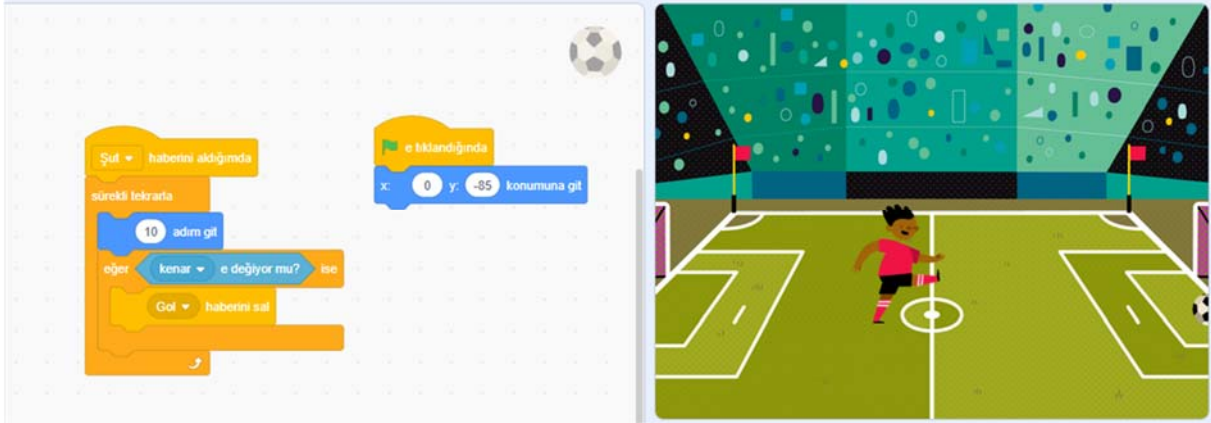 Şut haberini aldığımda
sürekli tekrarla
10 adım git
eğer kenar e değiyor mu? ise
Gol haberini sal
e tıklandığında
x: 0 y: -85 konumuna git